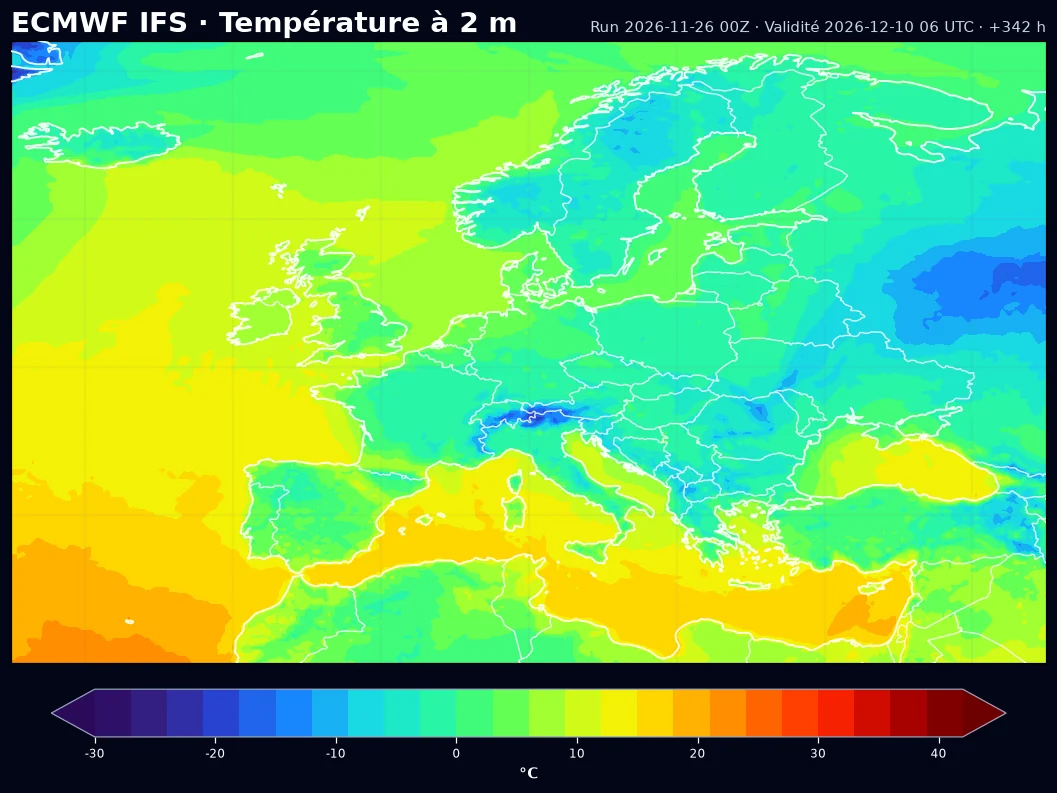 ECMWF IFS · Température à 2 m
Run 2026-11-26 00Z · Validité 2026-12-10 06 UTC · +342 h
-30 -20 -10 0 10 20 30 40
°C